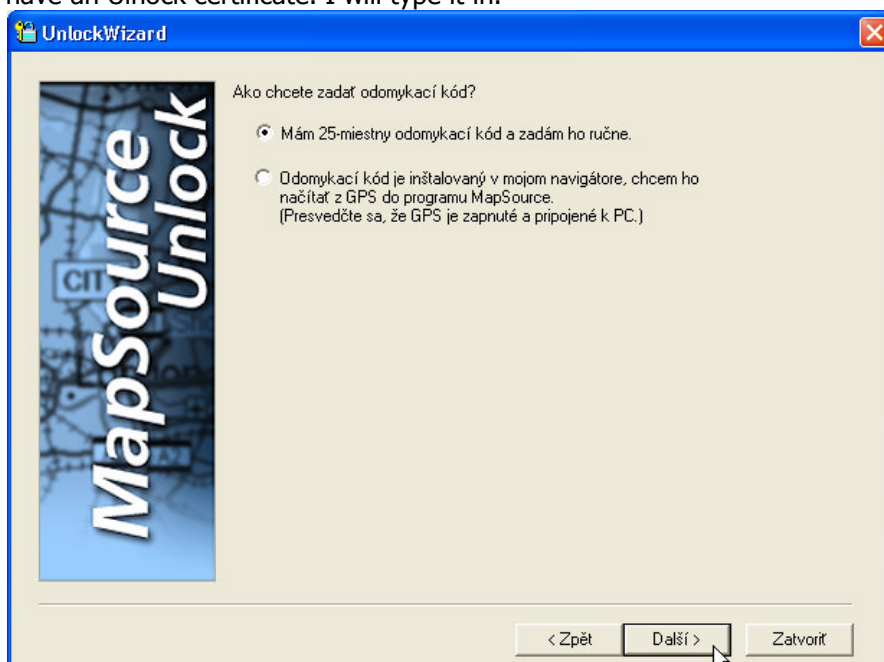 have an Unlock certificate. I will type it in.
UnlockWizard
Ako chcete zadať odomykací kód?
Mám 25-miestny odomykací kód a zadám ho ručne.
Odomykací kód je inštalovaný v mojom navigátore, chcem ho
načítať z GPS do programu MapSource.
(Presvedčte sa, že GPS je zapnuté a pripojené k PC.)
MapSource
Unlock
CIT
A2
< Zpět
Další >
Zatvoriť